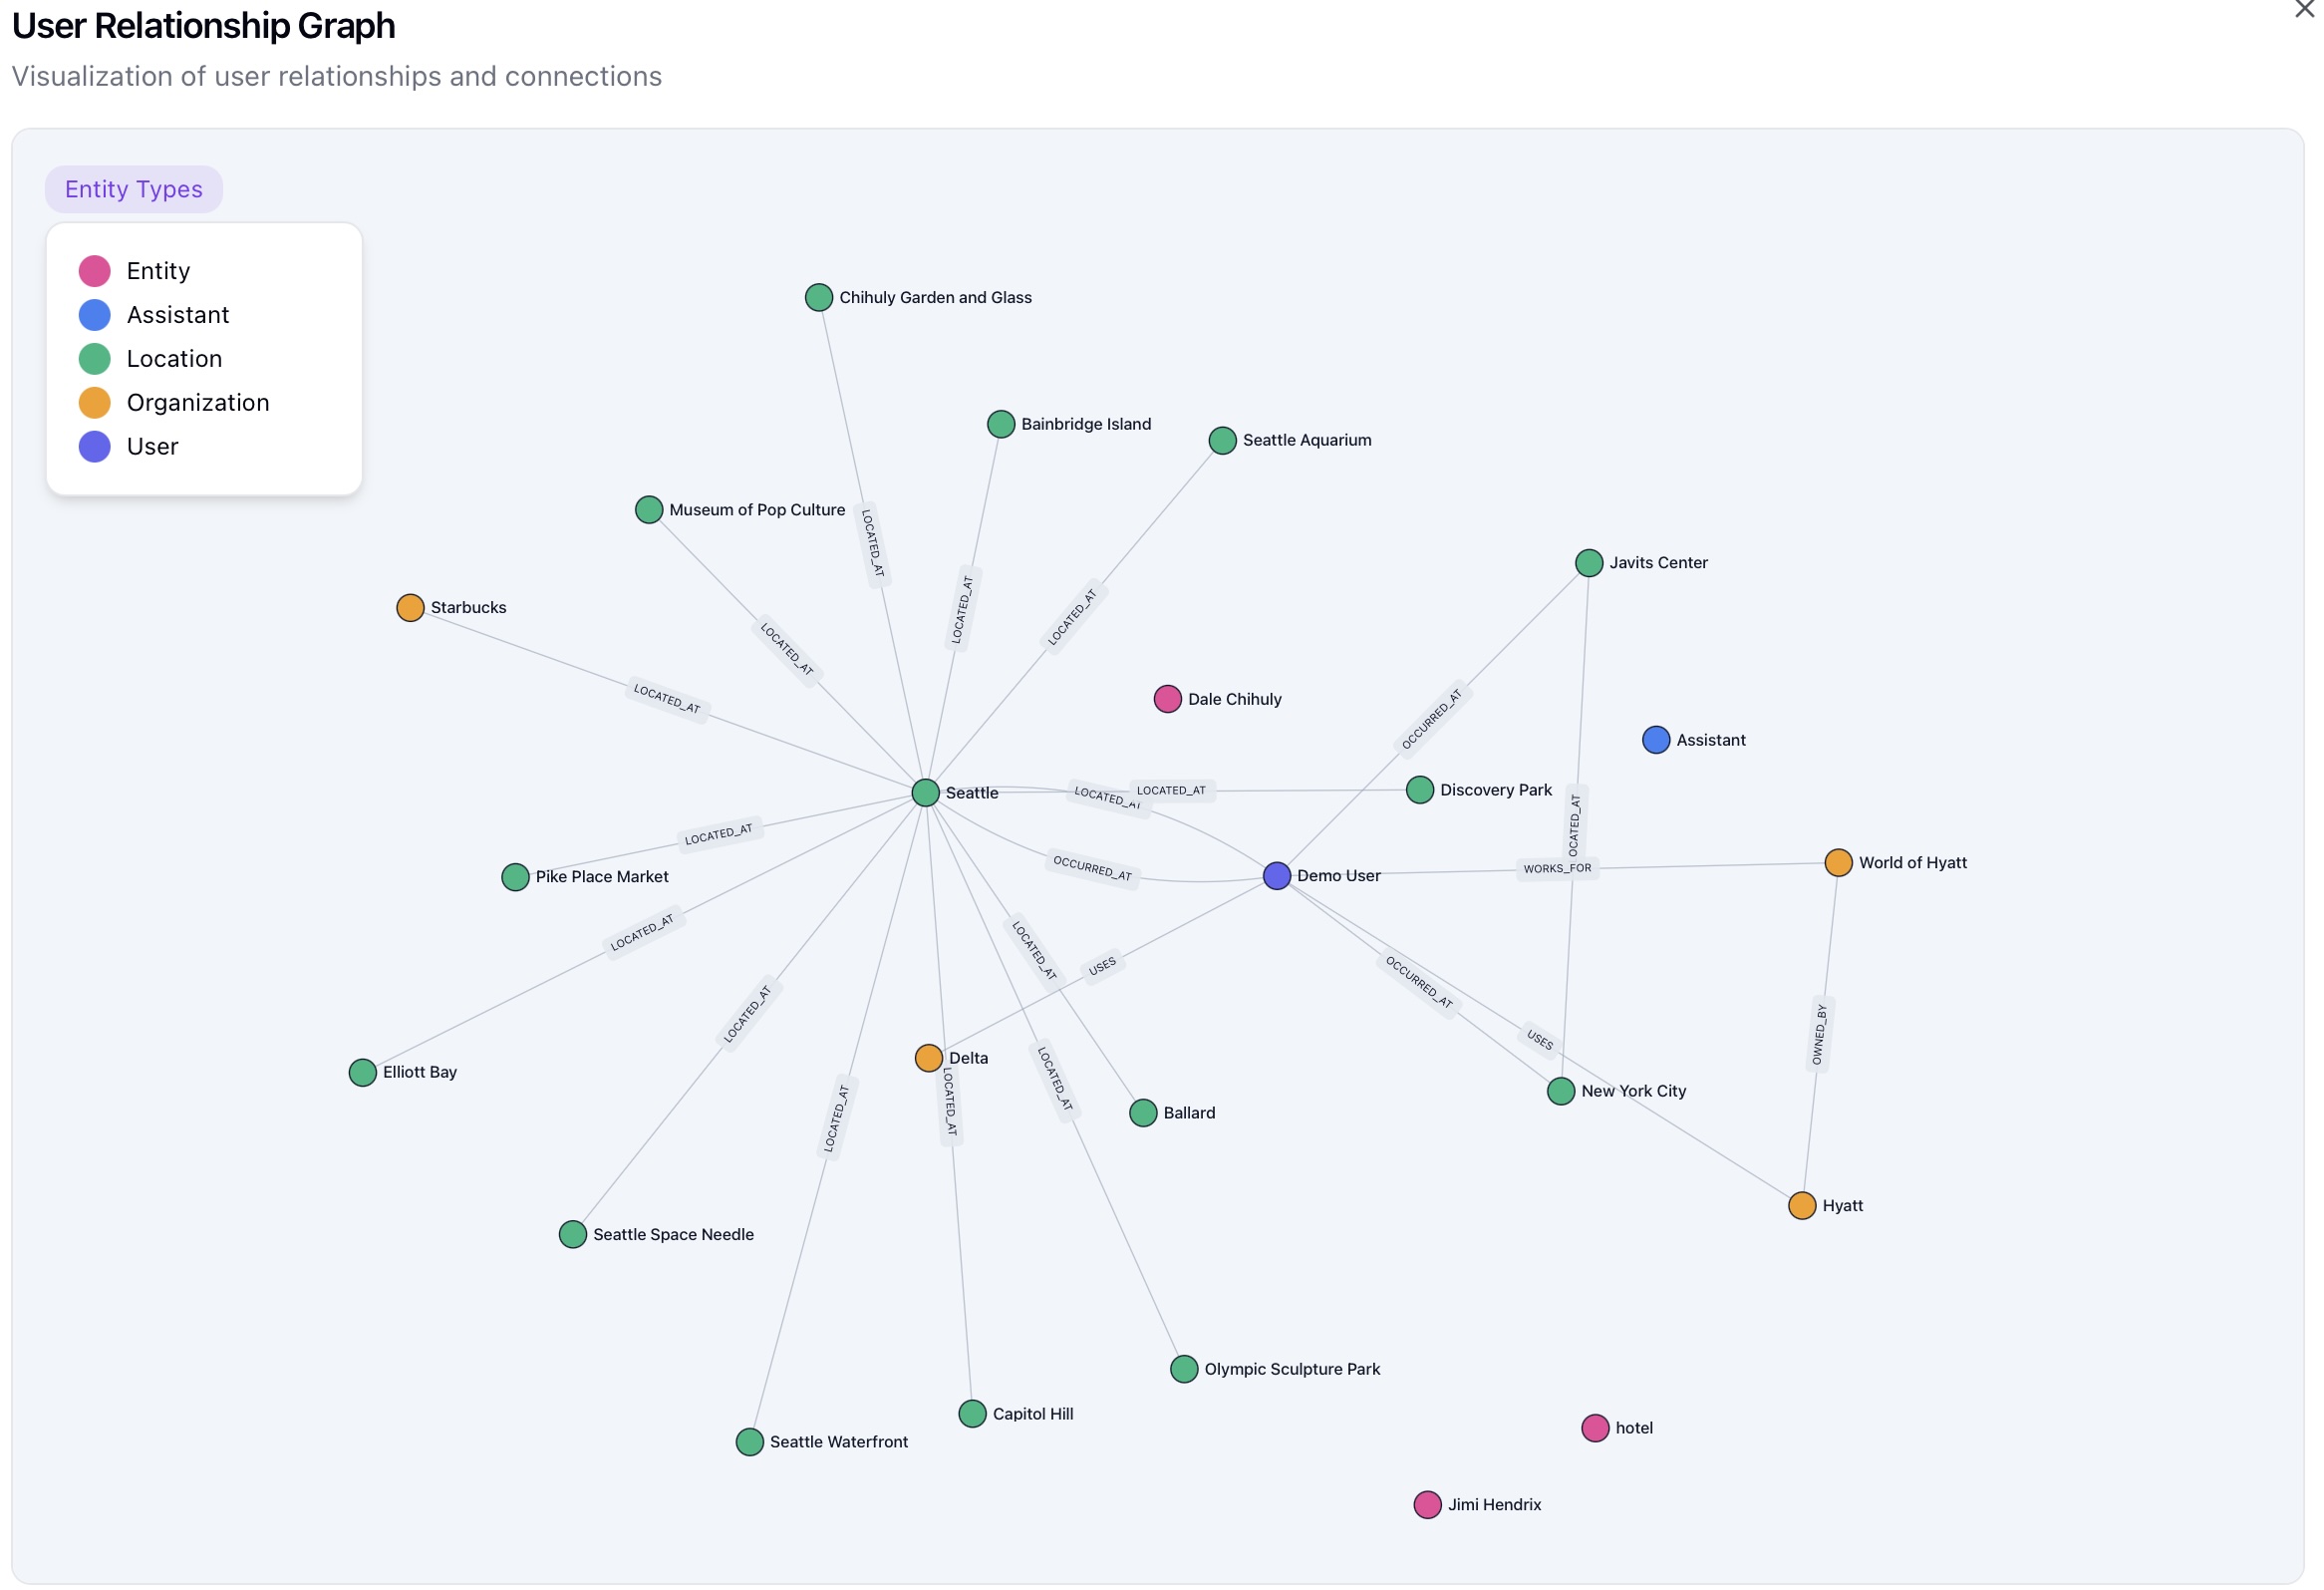 User Relationship Graph
Visualization of user relationships and connections
Entity Types
Entity
Assistant
Location
Organization
User
Chihuly Garden and Glass
Bainbridge Island
Seattle Aquarium
Museum of Pop Culture
LOCATED_AT
Javits Center
LOCATED_AT
LOCATED_AT
Starbucks
LOCATED_AT
LOCATED_AT
Dale Chihuly
OCCURRED_AT
Assistant
Seattle
LOCATED_AT
LOCATED_AT
Discovery Park
OCATED_AT
LOCATED_AT
OCCURRED_AT
Pike Place Market
Demo User
WORKS_FOR
World of Hyatt
LOCATED_AT
LOCATED_AT
USES
OCCURRED_AT
LOCATED_AT
USES
OWNED_BY
Delta
Elliott Bay
LOCATED_AT
LOCATED_AT
LOCATED_AT
Ballard
New York City
Hyatt
Seattle Space Needle
Olympic Sculpture Park
Capitol Hill
Seattle Waterfront
hotel
Jimi Hendrix